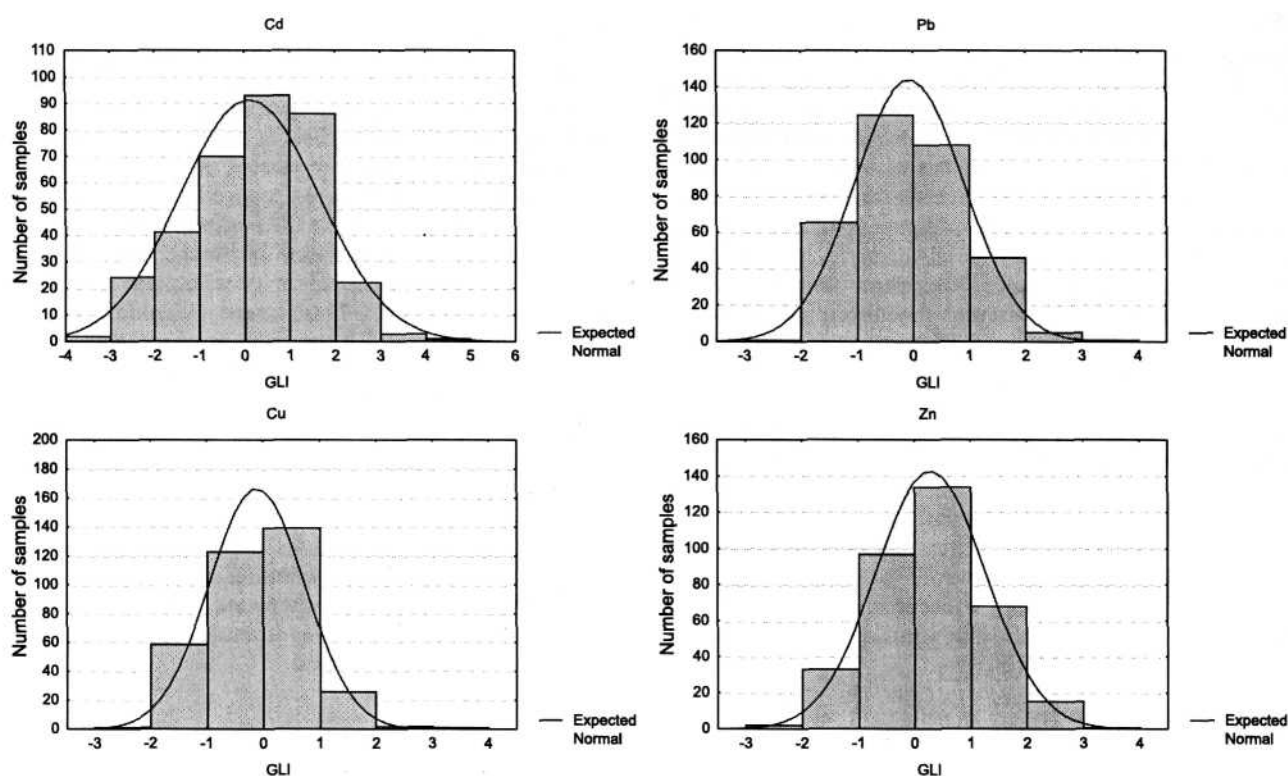 Cd
Number of samples
110
100
90
80
70
60
50
40
30
20
10
0
-4 -3 -2 -1 0 1 2 3 4 5 6
GLI
Expected
Normal
Pb
Number of samples
160
140
120
100
80
60
40
20
0
-3 -2 -1 0 1 2 3 4
GLI
Expected
Normal
Cu
Number of samples
200
180
160
140
120
100
80
60
40
20
0
-3 -2 -1 0 1 2 3 4
GLI
Expected
Normal
Zn
Number of samples
160
140
120
100
80
60
40
20
0
-3 -2 -1 0 1 2 3 4
GLI
Expected
Normal